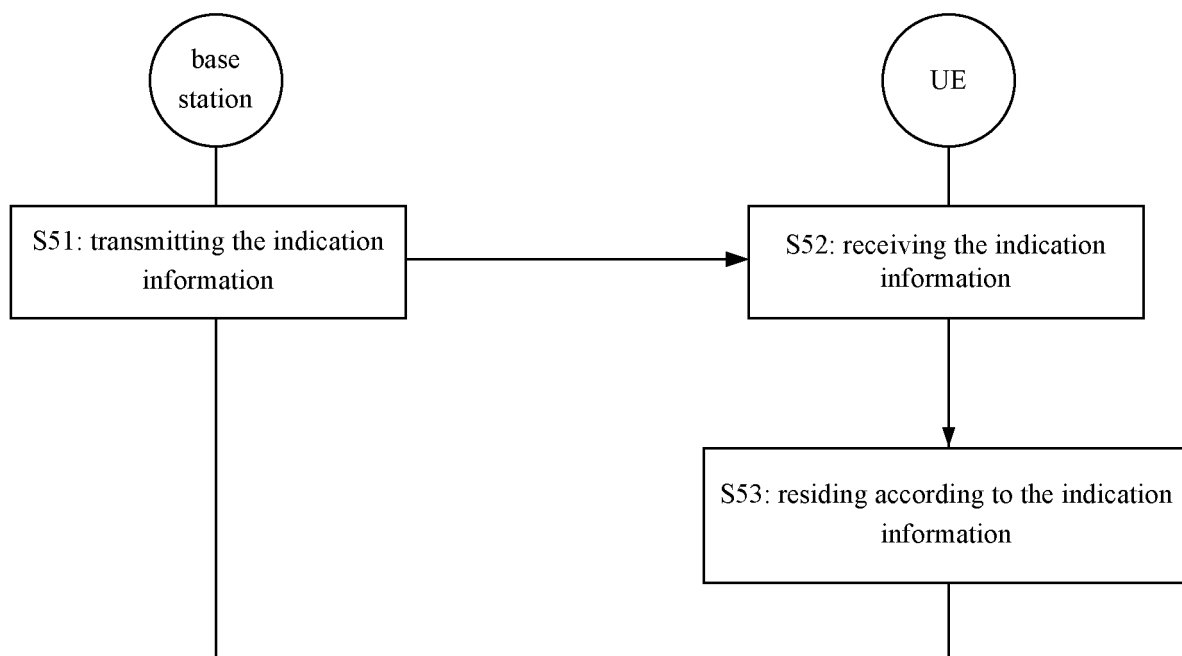 base
station
UE
S51: transmitting the indication
information
S52: receiving the indication
information
S53: residing according to the indication
information